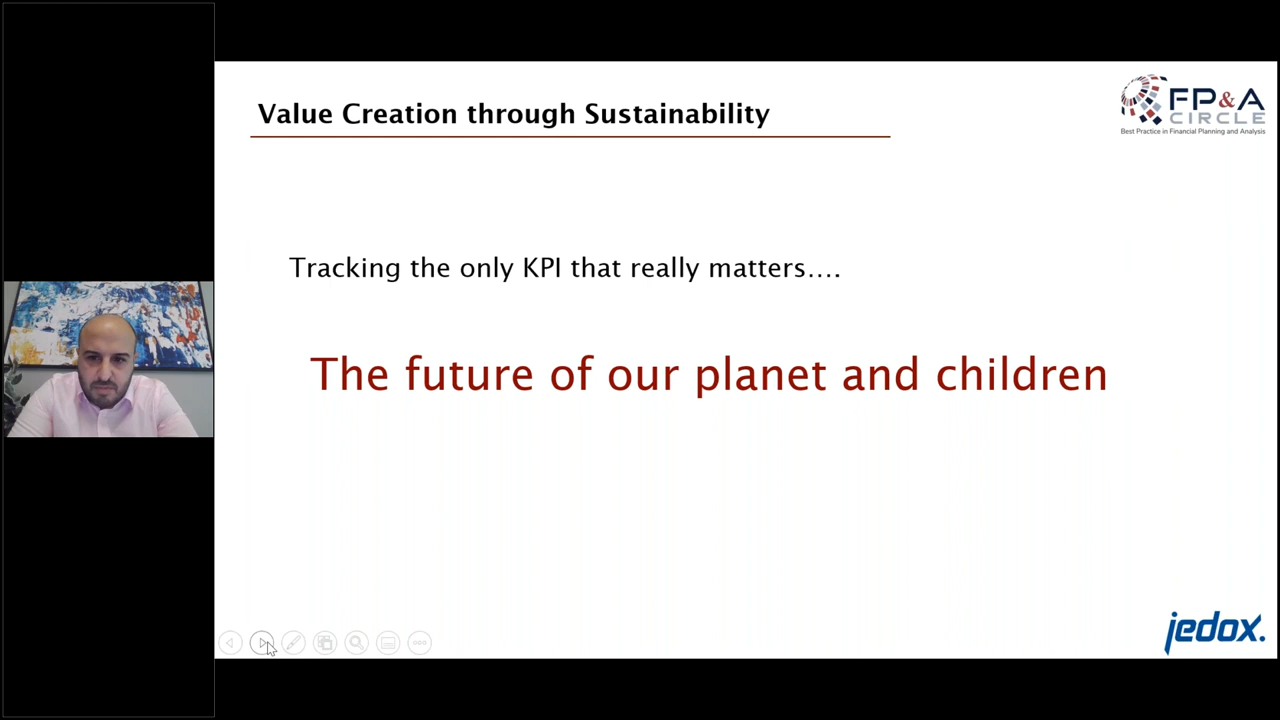 Value Creation through Sustainability
FP&A
CIRCLE
Best Practice in Financial Planning and Analysis
Tracking the only KPI that really matters....
The future of our planet and children
jedox.